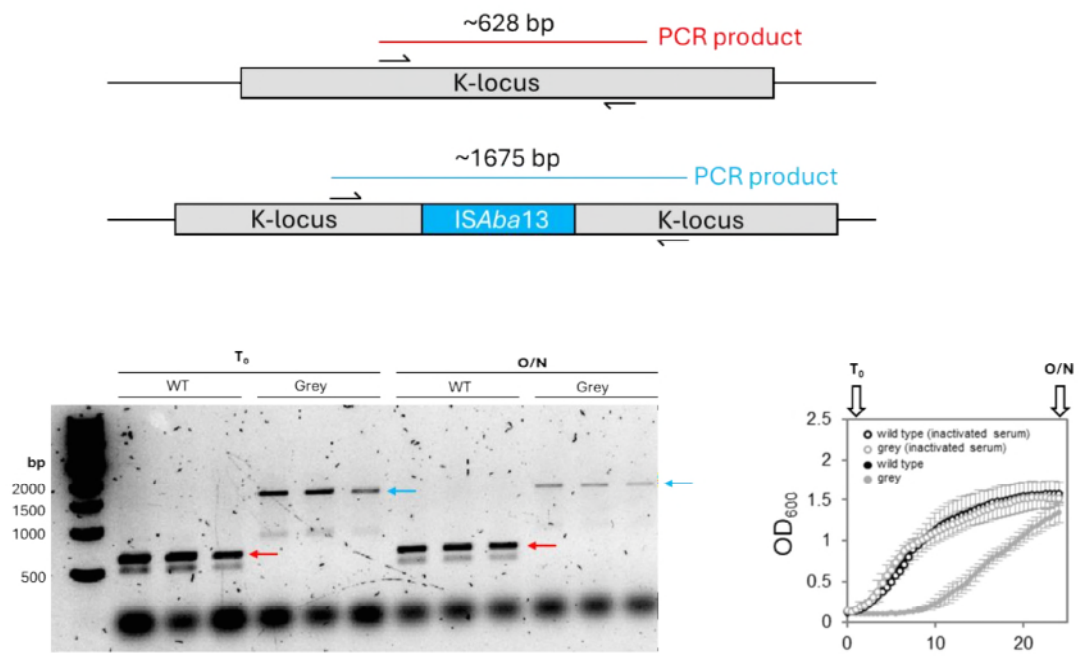 ~628 bp
PCR product
K-locus
~1675 bp
PCR product
K-locus ISAba13 K-locus
T₀ O/N
WT Grey WT Grey
bp
2000
1500
1000
500
T₀ O/N
2.5
2
1.5
1
0.5
0
OD₆₀₀
wild type (inactivated serum)
grey (inactivated serum)
wild type
grey
0 10 20